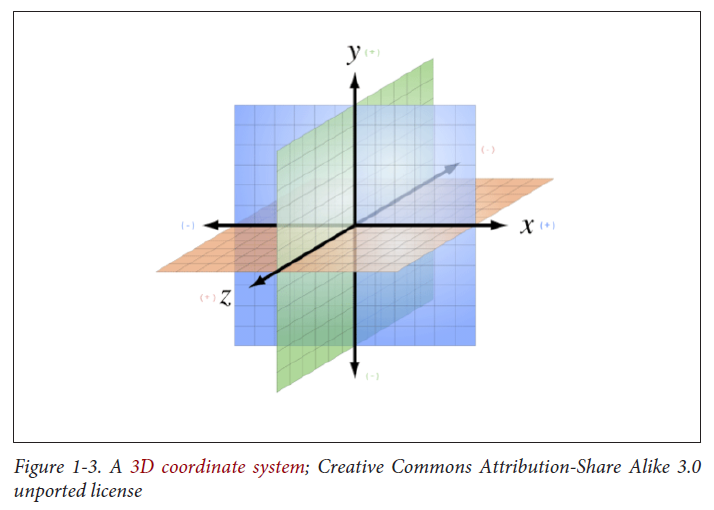 y (+)
(-)
(-) x (+)
(+) z
(-)
Figure 1-3. A 3D coordinate system; Creative Commons Attribution-Share Alike 3.0
unported license